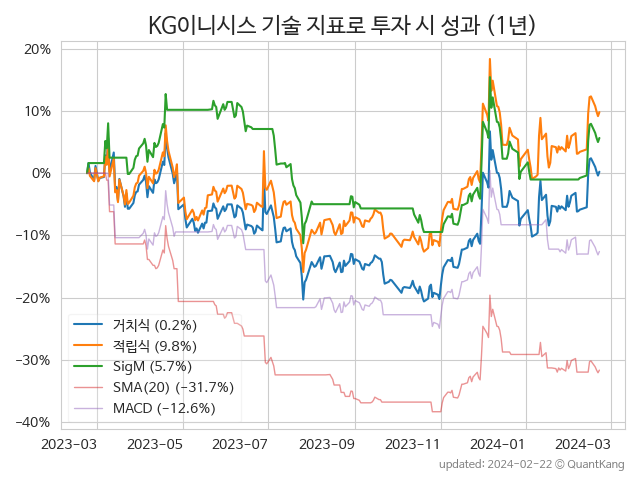 KG이니시스 기술 지표로 투자 시 성과 (1년)
20%
10%
0%
−10%
−20%
−30%
−40%
거치식 (0.2%)
적립식 (9.8%)
SigM (5.7%)
SMA(20) (−31.7%)
MACD (−12.6%)
2023−03 2023−05 2023−07 2023−09 2023−11 2024−01 2024−03
updated: 2024−02−22 ⓒ QuantKang